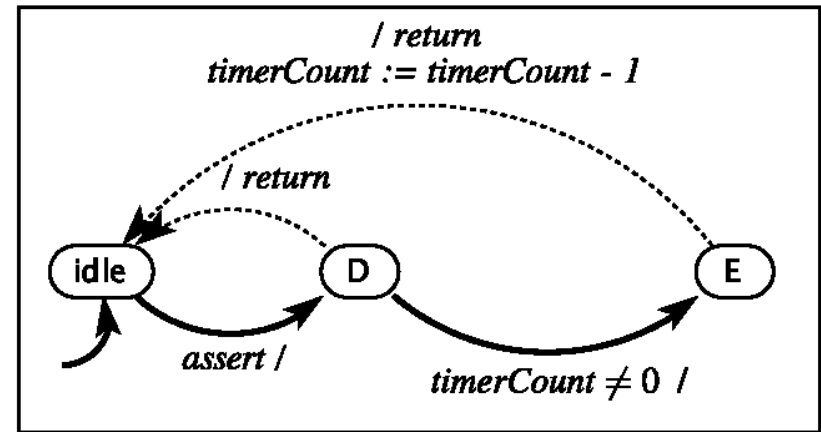 / return
timerCount := timerCount - 1
/ return
idle
D
E
assert /
timerCount ≠ 0 /